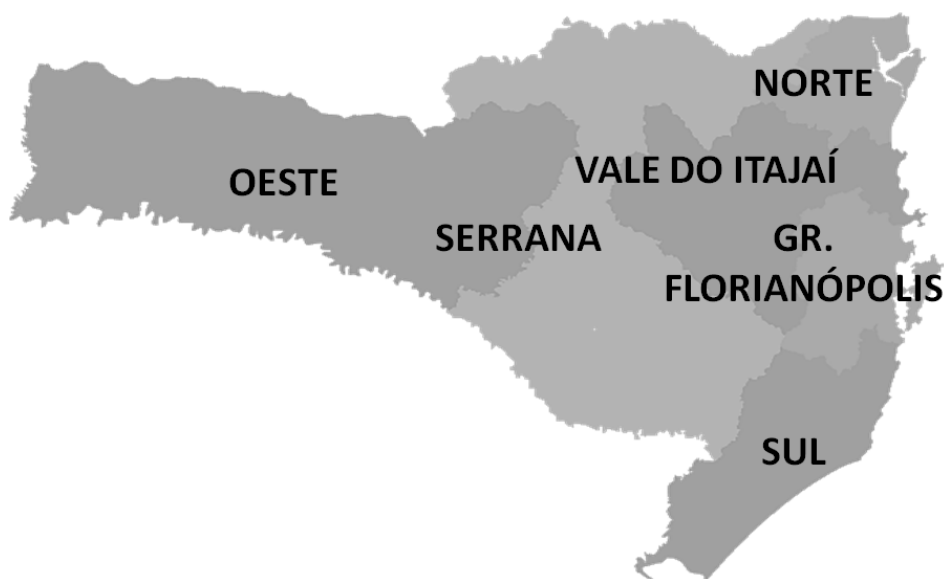 NORTE
VALE DO ITAJAÍ
OESTE
SERRANA
GR.
FLORIANÓPOLIS
SUL